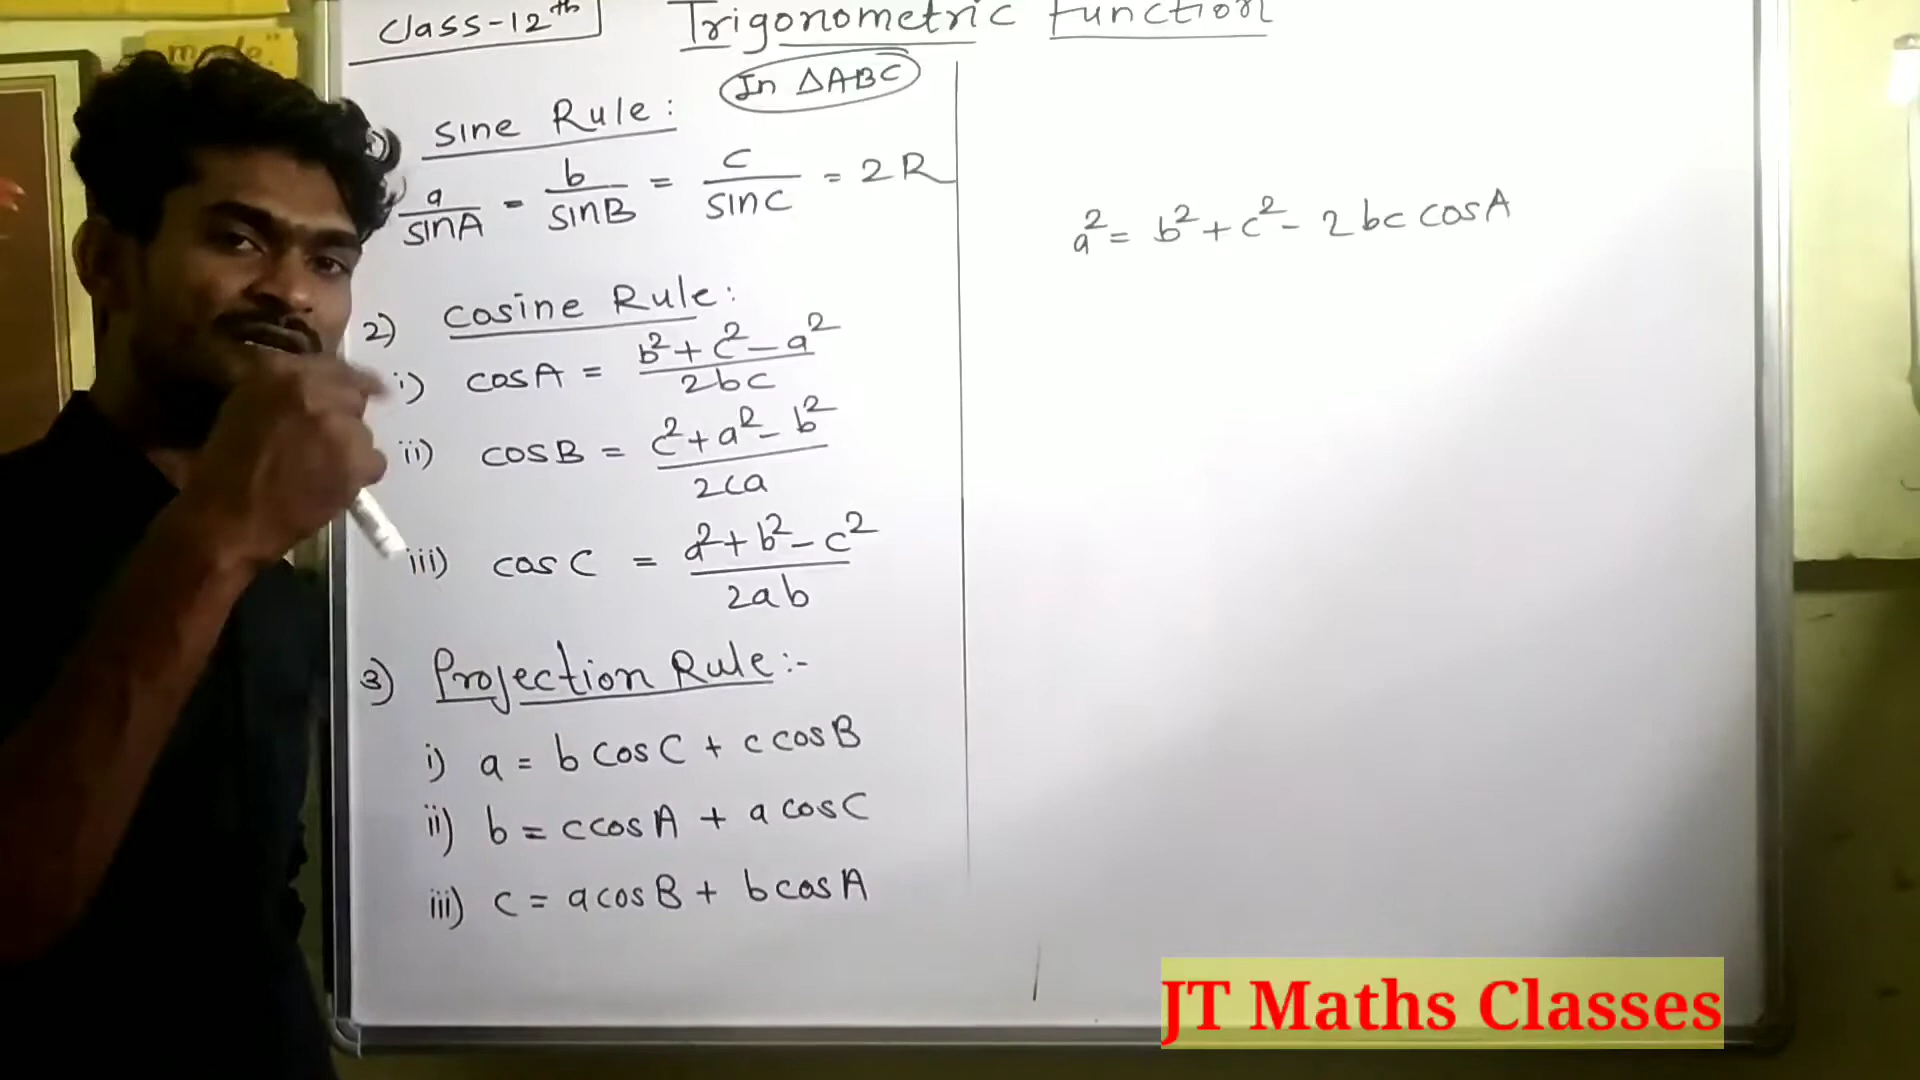 made"
Class-12th
Trigonometric Function
In △ABC
Sine Rule:
a/sinA = b/sinB = c/sinC = 2R
2) Cosine Rule:
i) cosA = b²+c²-a²/2bc
ii) cosB = c²+a²-b²/2ca
iii) cosC = a²+b²-c²/2ab
3) Projection Rule:-
i) a = b cosC + c cosB
ii) b = c cosA + a cosC
iii) c = a cosB + b cosA
a² = b²+c²- 2bc cosA
JT Maths Classes